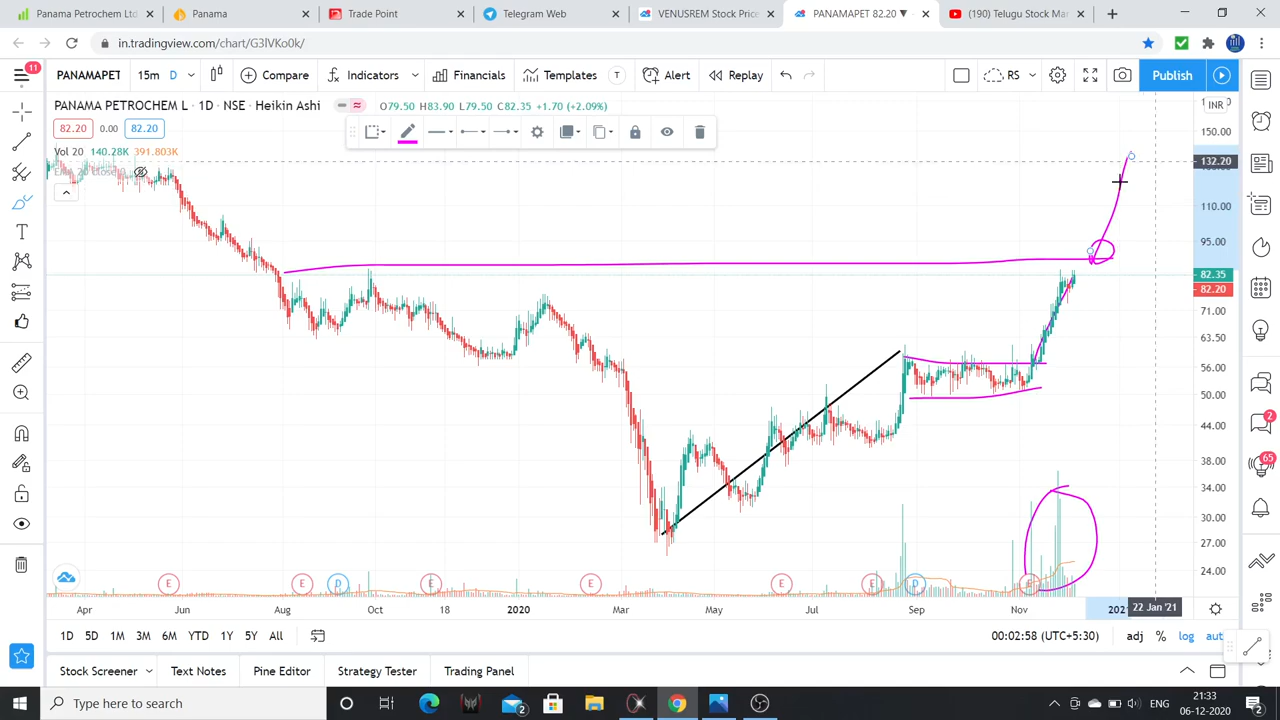 Panama Petrochem Ltd
Panama
Trade Point
Telegram Web
VENUSREM Stock Price
PANAMAPET 82.20 ▼
(190) Telugu Stock Ma
in.tradingview.com/chart/G3lVKo0k/
11
PANAMAPET
15m
D
Compare
Indicators
Financials
Templates
T
Alert
Replay
RS
Publish
PANAMA PETROCHEM L · 1D · NSE · Heikin Ashi
O79.50 H83.90 L79.50 C82.35 +1.70 (+2.09%)
INR
82.20
0.00
82.20
Vol 20 140.28K 391.803K
150.00
132.20
110.00
95.00
82.35
82.20
71.00
63.50
56.00
50.00
44.00
38.00
34.00
30.00
27.00
24.00
2
65
E
E
D
E
E
E
E
D
E
Apr
Jun
Aug
Oct
18
2020
Mar
May
Jul
Sep
Nov
22 Jan '21
1D
5D
1M
3M
6M
YTD
1Y
5Y
All
00:02:58 (UTC+5:30)
adj
%
log
Stock Screener
Text Notes
Pine Editor
Strategy Tester
Trading Panel
Type here to search
2
ENG
21:33
06-12-2020
2